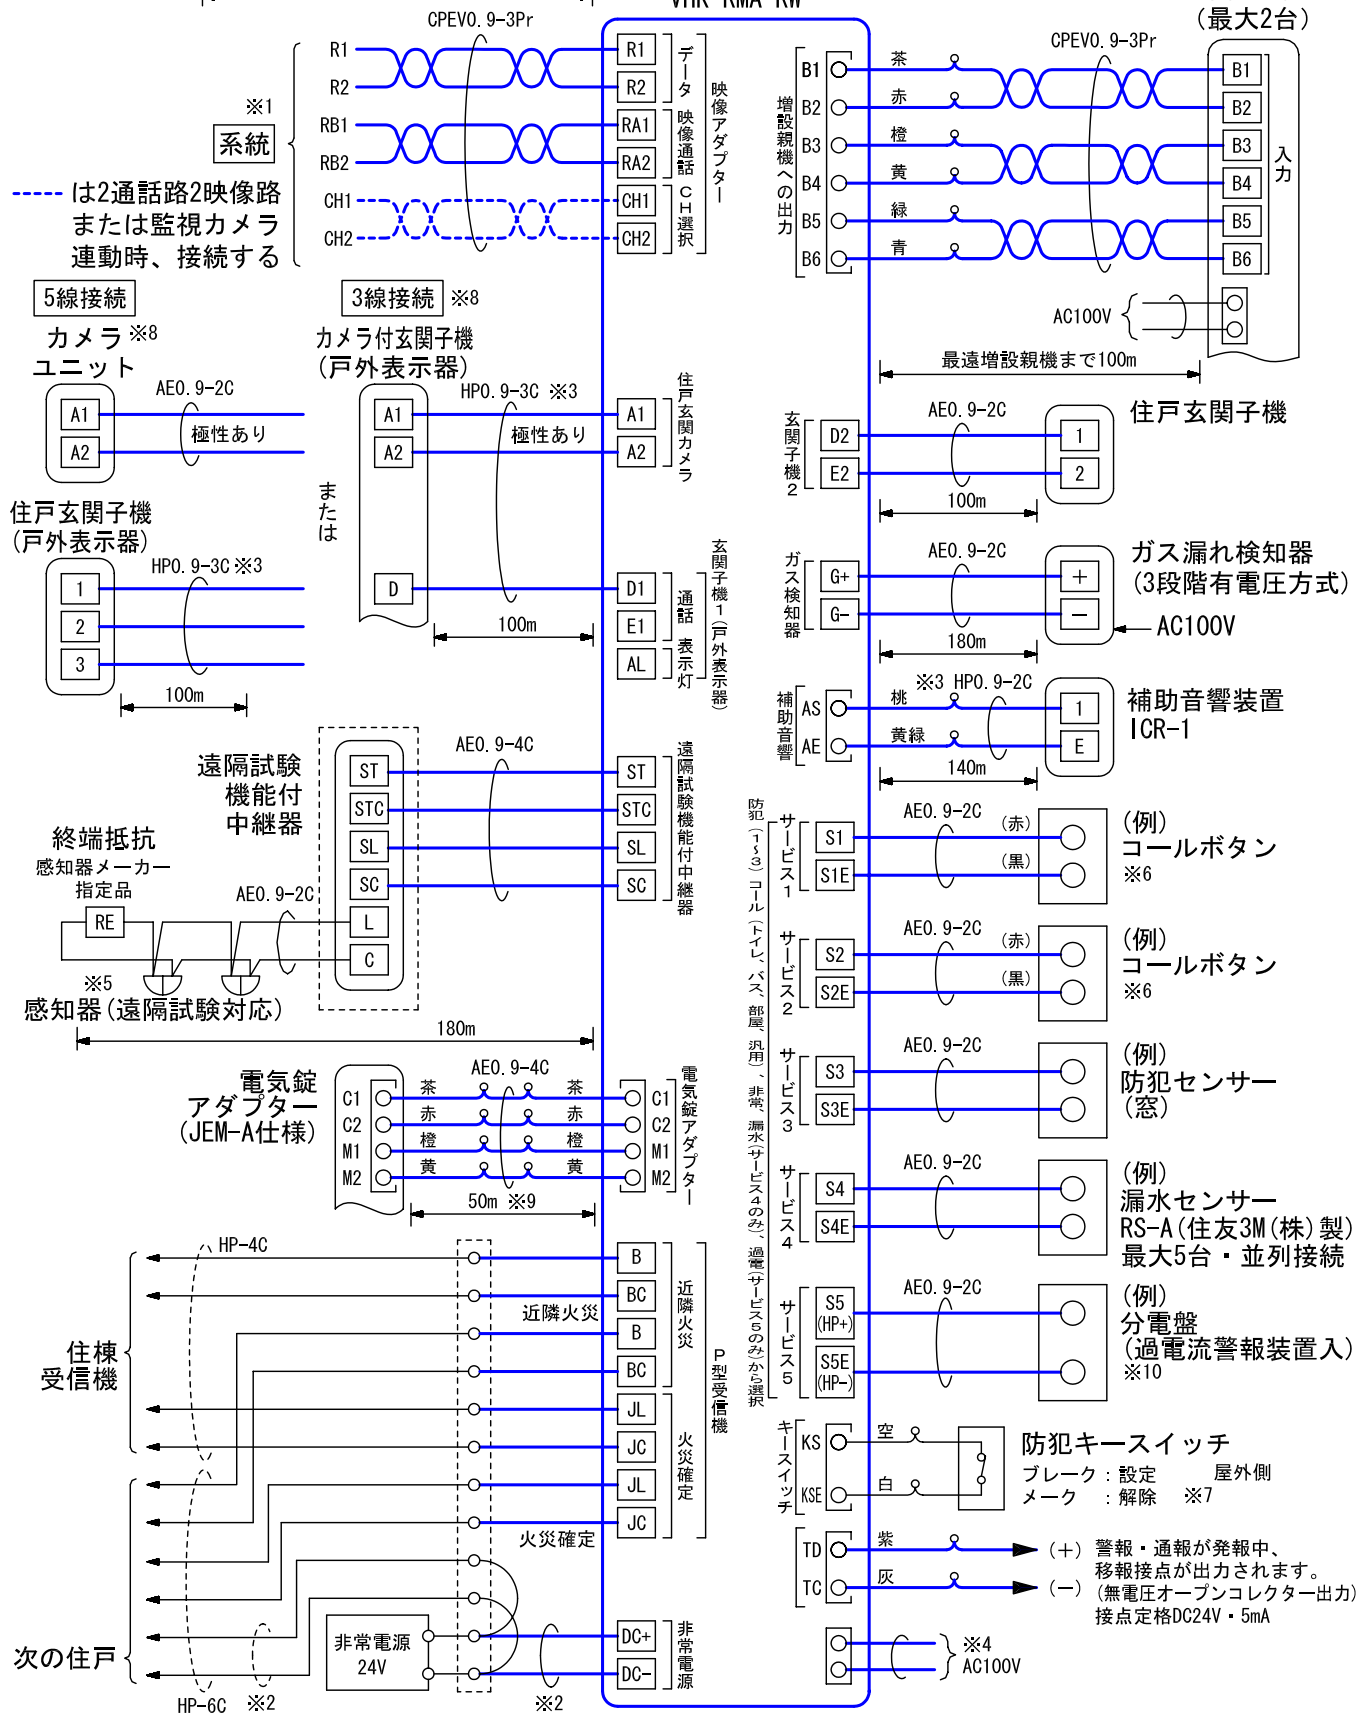 VHR-RMA-RW
(最大2台)
CPEV0.9-3Pr
CPEV0.9-3Pr
※1
系統
R1
R2
RB1
RB2
CH1
CH2
R1
R2
RA1
RA2
CH1
CH2
データ
映像通話
CH選択
映像アダプター
は2通話路2映像路
または監視カメラ
連動時、接続する
増設親機への出力
B1
B2
B3
B4
B5
B6
茶
赤
橙
黄
緑
青
B1
B2
B3
B4
B5
B6
入力
AC100V
最遠増設親機まで100m
5線接続
カメラ※8
ユニット
A1
A2
AE0.9-2C
極性あり
住戸玄関子機
(戸外表示器)
HP0.9-3C※3
1
2
3
100m
または
3線接続 ※8
カメラ付玄関子機
(戸外表示器)
A1
A2
D
HP0.9-3C ※3
極性あり
100m
A1
A2
住戸玄関カメラ
D1
E1
AL
通話
表示灯
玄関子機1(戸外表示器)
玄関子機2
D2
E2
AE0.9-2C
100m
1
2
住戸玄関子機
ガス検知器
G+
G−
AE0.9-2C
180m
+
−
ガス漏れ検知器
(3段階有電圧方式)
AC100V
補助音響
AS
AE
桃
黄緑
※3 HP0.9-2C
140m
1
E
補助音響装置
ICR-1
遠隔試験
機能付
中継器
ST
STC
SL
SC
L
C
AE0.9-4C
ST
STC
SL
SC
遠隔試験機能付中継器
終端抵抗
感知器メーカー
指定品
RE
AE0.9-2C
※5
感知器(遠隔試験対応)
180m
防犯(1〜3)コール(トイレ、バス、部屋、汎用)、非常、漏水(サービス4のみ)、過電(サービス5のみ)から選択
サービス1
S1
S1E
AE0.9-2C
(赤)
(黒)
(例)
コールボタン
※6
サービス2
S2
S2E
AE0.9-2C
(赤)
(黒)
(例)
コールボタン
※6
サービス3
S3
S3E
AE0.9-2C
(例)
防犯センサー
(窓)
サービス4
S4
S4E
AE0.9-2C
(例)
漏水センサー
RS-A(住友3M(株)製)
最大5台・並列接続
サービス5
S5
(HP+)
S5E
(HP−)
AE0.9-2C
(例)
分電盤
(過電流警報装置入)
※10
電気錠
アダプター
(JEM-A仕様)
C1
C2
M1
M2
茶
赤
橙
黄
AE0.9-4C
茶
赤
橙
黄
C1
C2
M1
M2
電気錠アダプター
50m ※9
住棟
受信機
HP-4C
近隣火災
B
BC
B
BC
近隣火災
JL
JC
JL
JC
火災確定
火災確定
P型受信機
次の住戸
HP-6C
※2
非常電源
24V
※2
DC+
DC−
非常電源
キースイッチ
KS
KSE
空
白
防犯キースイッチ
ブレーク:設定
メーク :解除
屋外側
※7
TD
TC
紫
灰
(+)
(−)
警報・通報が発報中、
移報接点が出力されます。
(無電圧オープンコレクター出力)
接点定格DC24V・5mA
※4
AC100V